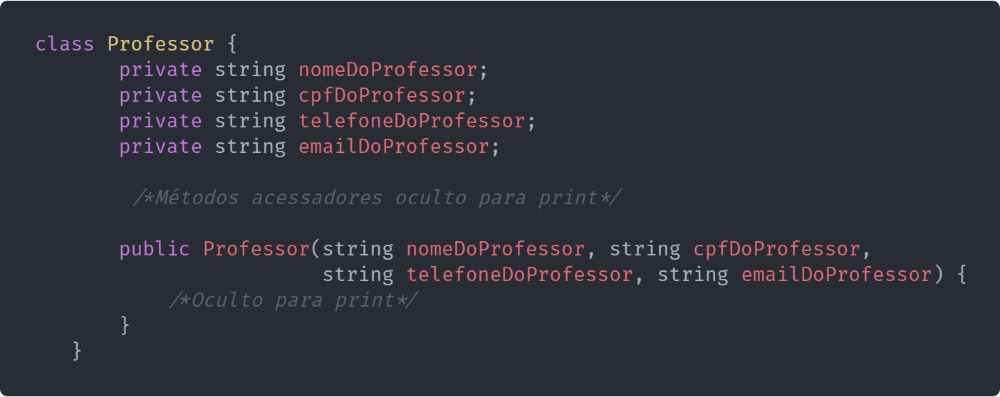 class Professor {
private string nomeDoProfessor;
private string cpfDoProfessor;
private string telefoneDoProfessor;
private string emailDoProfessor;
/*Métodos acessadores oculto para print*/
public Professor(string nomeDoProfessor, string cpfDoProfessor,
string telefoneDoProfessor, string emailDoProfessor) {
/*Oculto para print*/
}
}